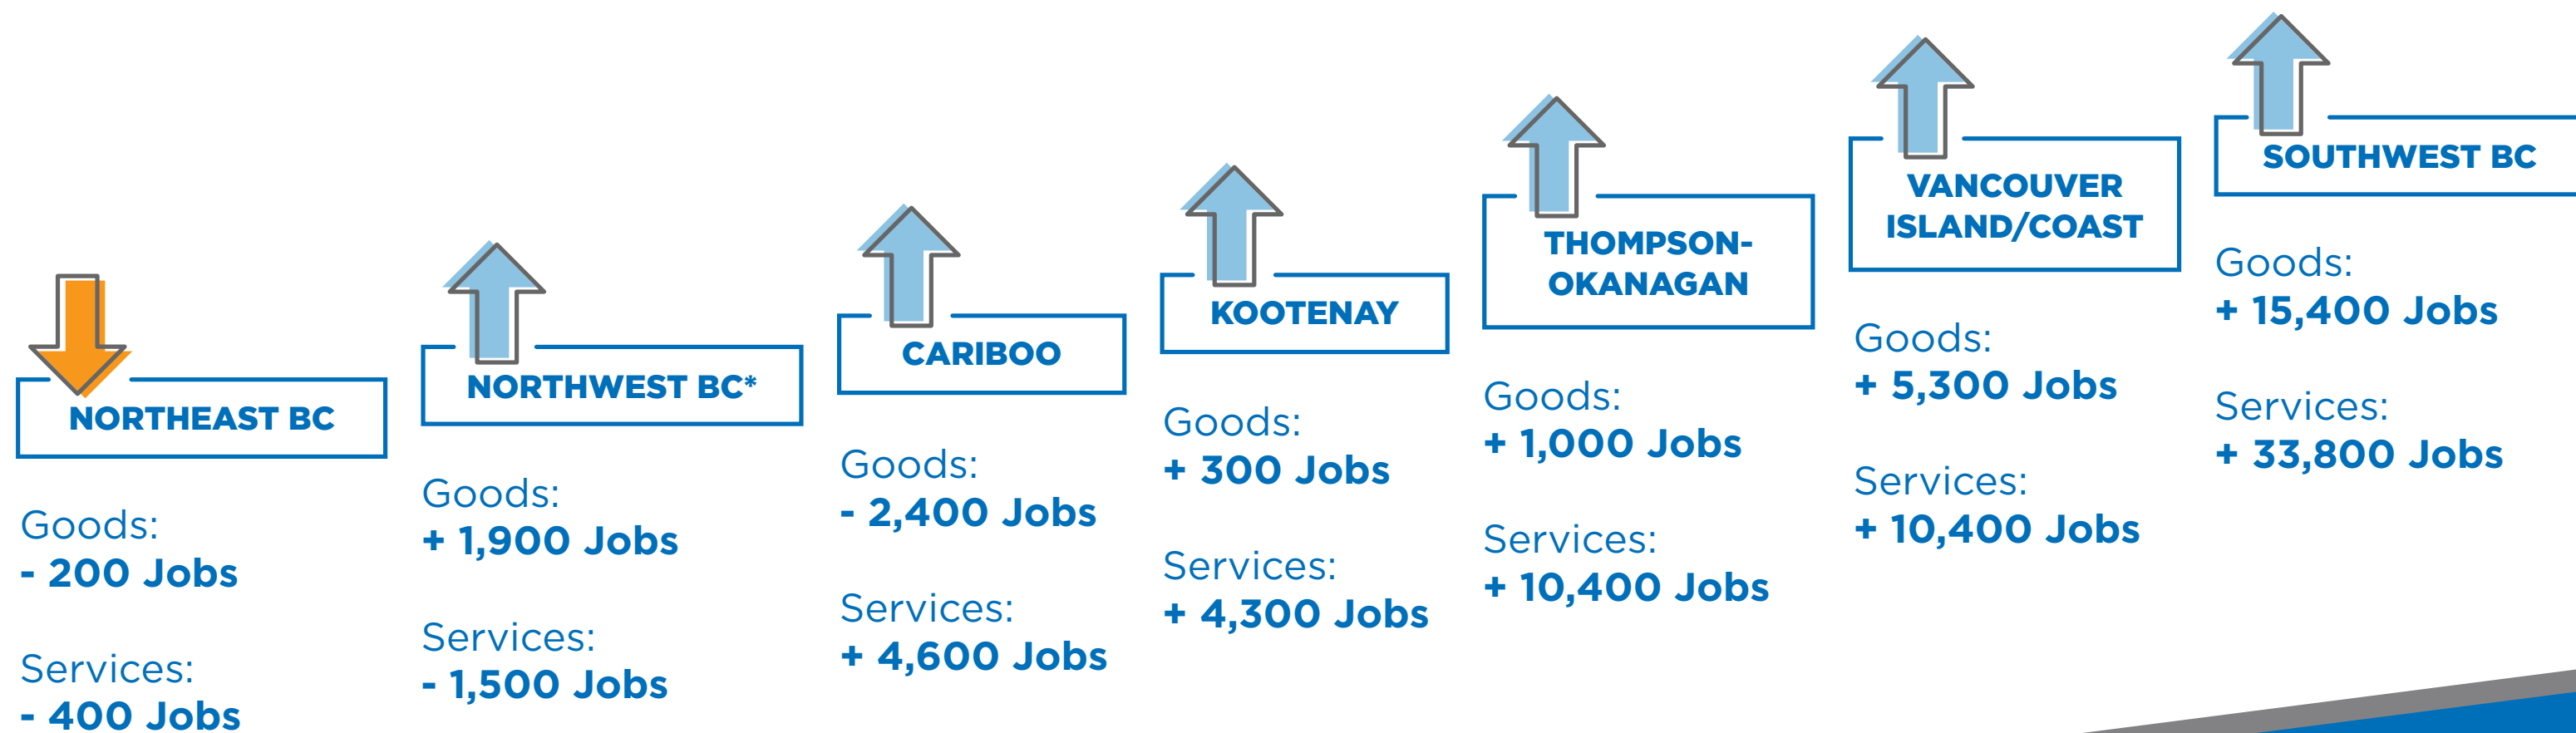 NORTHEAST BC
Goods:
- 200 Jobs
Services:
- 400 Jobs
NORTHWEST BC*
Goods:
+ 1,900 Jobs
Services:
- 1,500 Jobs
CARIBOO
Goods:
- 2,400 Jobs
Services:
+ 4,600 Jobs
KOOTENAY
Goods:
+ 300 Jobs
Services:
+ 4,300 Jobs
THOMPSON-
OKANAGAN
Goods:
+ 1,000 Jobs
Services:
+ 10,400 Jobs
VANCOUVER
ISLAND/COAST
Goods:
+ 5,300 Jobs
Services:
+ 10,400 Jobs
SOUTHWEST BC
Goods:
+ 15,400 Jobs
Services:
+ 33,800 Jobs